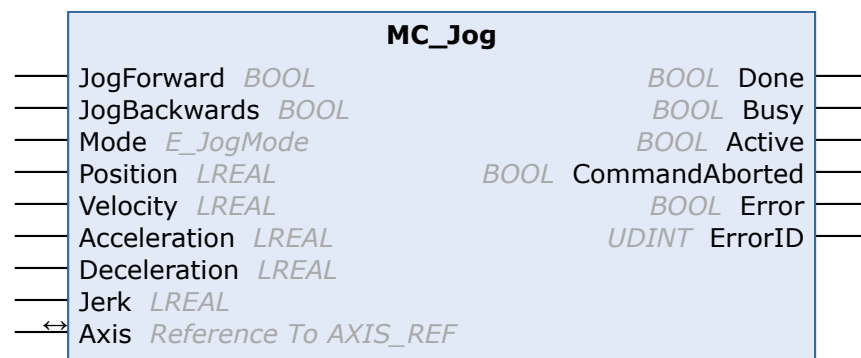 MC_Jog
JogForward BOOL BOOL Done
JogBackwards BOOL BOOL Busy
Mode E_JogMode BOOL Active
Position LREAL BOOL CommandAborted
Velocity LREAL BOOL Error
Acceleration LREAL UDINT ErrorID
Deceleration LREAL
Jerk LREAL
Axis Reference To AXIS_REF